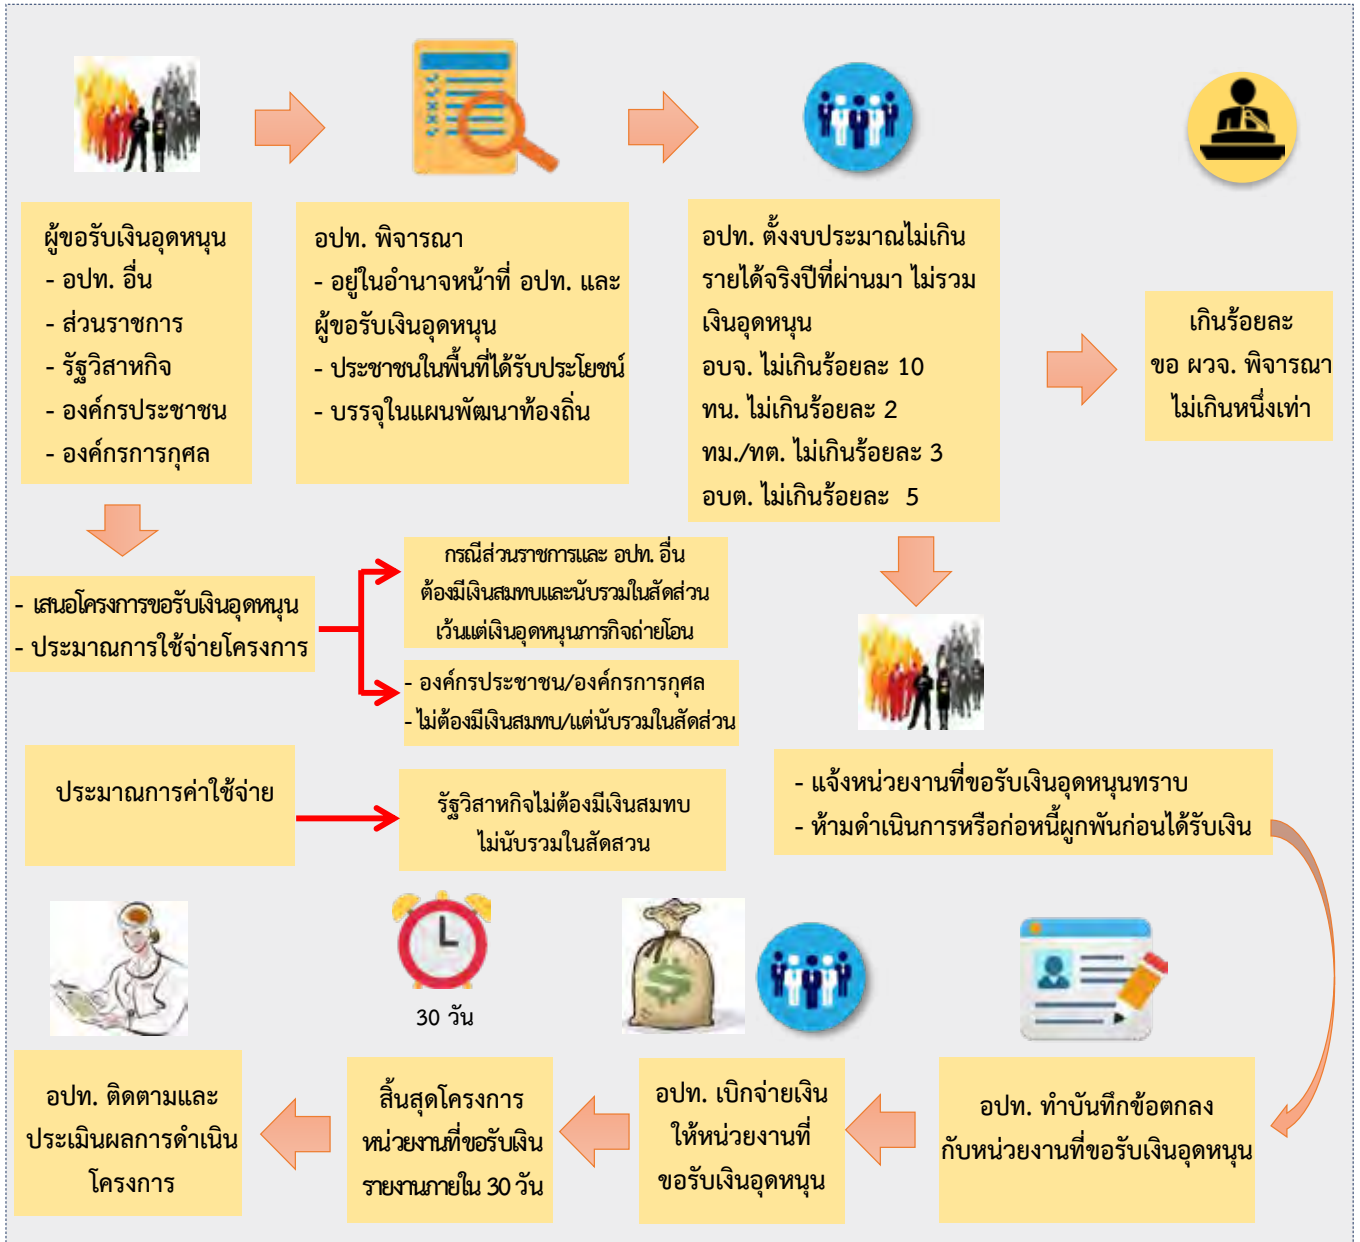 ผู้ขอรับเงินอุดหนุน
- อปท. อื่น
- ส่วนราชการ
- รัฐวิสาหกิจ
- องค์กรประชาชน
- องค์กรการกุศล
อปท. พิจารณา
- อยู่ในอำนาจหน้าที่ อปท. และ
ผู้ขอรับเงินอุดหนุน
- ประชาชนในพื้นที่ได้รับประโยชน์
- บรรจุในแผนพัฒนาท้องถิ่น
อปท. ตั้งงบประมาณไม่เกิน
รายได้จริงปีที่ผ่านมา ไม่รวม
เงินอุดหนุน
อบจ. ไม่เกินร้อยละ 10
ทน. ไม่เกินร้อยละ 2
ทม./ทต. ไม่เกินร้อยละ 3
อบต. ไม่เกินร้อยละ 5
เกินร้อยละ
ขอ ผวจ. พิจารณา
ไม่เกินหนึ่งเท่า
- เสนอโครงการขอรับเงินอุดหนุน
- ประมาณการใช้จ่ายโครงการ
กรณีส่วนราชการและ อปท. อื่น
ต้องมีเงินสมทบและนับรวมในสัดส่วน
เว้นแต่เงินอุดหนุนภารกิจถ่ายโอน
- องค์กรประชาชน/องค์กรการกุศล
- ไม่ต้องมีเงินสมทบ/แต่นับรวมในสัดส่วน
ประมาณการค่าใช้จ่าย
รัฐวิสาหกิจไม่ต้องมีเงินสมทบ
ไม่นับรวมในสัดสวน
- แจ้งหน่วยงานที่ขอรับเงินอุดหนุนทราบ
- ห้ามดำเนินการหรือก่อหนี้ผูกพันก่อนได้รับเงิน
อปท. ทำบันทึกข้อตกลง
กับหน่วยงานที่ขอรับเงินอุดหนุน
อปท. เบิกจ่ายเงิน
ให้หน่วยงานที่
ขอรับเงินอุดหนุน
30 วัน
สิ้นสุดโครงการ
หน่วยงานที่ขอรับเงิน
รายงานภายใน 30 วัน
อปท. ติดตามและ
ประเมินผลการดำเนิน
โครงการ